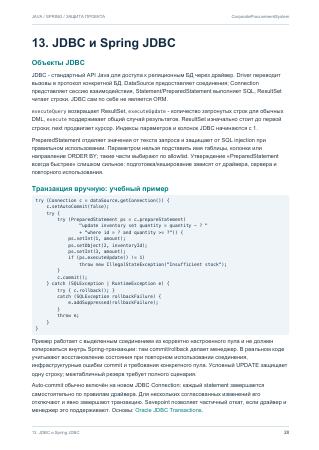 JAVA / SPRING / ЗАЩИТА ПРОЕКТА
CorporateProcurementSystem
13. JDBC и Spring JDBC
Объекты JDBC
JDBC - стандартный API Java для доступа к реляционным БД через драйвер. Driver переводит
вызовы в протокол конкретной БД, DataSource предоставляет соединения; Connection
представляет сессию взаимодействия, Statement/PreparedStatement выполняет SQL, ResultSet
читает строки. JDBC сам по себе не является ORM.
executeQuery возвращает ResultSet, executeUpdate - количество затронутых строк для обычных
DML, execute поддерживает общий случай результатов. ResultSet изначально стоит до первой
строки; next продвигает курсор. Индексы параметров и колонок JDBC начинаются с 1.
PreparedStatement отделяет значения от текста запроса и защищает от SQL injection при
правильном использовании. Параметром нельзя подставить имя таблицы, колонки или
направление ORDER BY; такие части выбирают по allowlist. Утверждение «PreparedStatement
всегда быстрее» слишком сильное: подготовка/кеширование зависит от драйвера, сервера и
повторного использования.
Транзакция вручную: учебный пример
try (Connection c = dataSource.getConnection()) {
c.setAutoCommit(false);
try {
try (PreparedStatement ps = c.prepareStatement(
"update inventory set quantity = quantity - ? "
+ "where id = ? and quantity >= ?")) {
ps.setInt(1, amount);
ps.setObject(2, inventoryId);
ps.setInt(3, amount);
if (ps.executeUpdate() != 1)
throw new IllegalStateException("Insufficient stock");
}
c.commit();
} catch (SQLException | RuntimeException e) {
try { c.rollback(); }
catch (SQLException rollbackFailure) {
e.addSuppressed(rollbackFailure);
}
throw e;
}
}
Пример работает с выделенным соединением из корректно настроенного пула и не должен
копироваться внутрь Spring-транзакции: там commit/rollback делает менеджер. В реальном коде
учитывают восстановление состояния при повторном использовании соединения,
инфраструктурные ошибки commit и требования конкретного пула. Условный UPDATE защищает
одну строку; межтабличный резерв требует полного сценария.
Auto-commit обычно включён на новом JDBC Connection: каждый statement завершается
самостоятельно по правилам драйвера. Для нескольких согласованных изменений его
отключают и явно завершают транзакцию. Savepoint позволяет частичный откат, если драйвер и
менеджер это поддерживают. Основы: Oracle JDBC Transactions.
13. JDBC и Spring JDBC
28